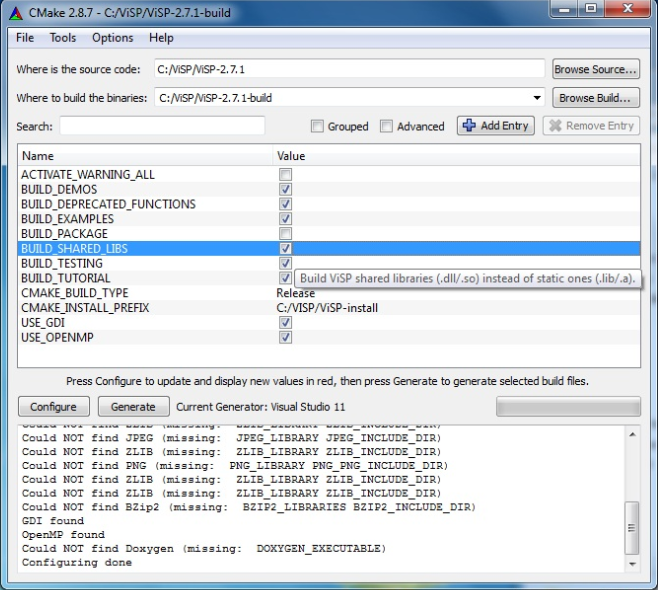 CMake 2.8.7 - C:/ViSP/ViSP-2.7.1-build
File Tools Options Help
Where is the source code: C:/ViSP/ViSP-2.7.1 Browse Source...
Where to build the binaries: C:/ViSP/ViSP-2.7.1-build Browse Build...
Search: Grouped Advanced Add Entry Remove Entry
Name Value
ACTIVATE_WARNING_ALL
BUILD_DEMOS
BUILD_DEPRECATED_FUNCTIONS
BUILD_EXAMPLES
BUILD_PACKAGE
BUILD_SHARED_LIBS
BUILD_TESTING
BUILD_TUTORIAL Build ViSP shared libraries (.dll/.so) instead of static ones (.lib/.a).
CMAKE_BUILD_TYPE Release
CMAKE_INSTALL_PREFIX C:/VISP/ViSP-install
USE_GDI
USE_OPENMP
Press Configure to update and display new values in red, then press Generate to generate selected build files.
Configure Generate Current Generator: Visual Studio 11
Could NOT find ZLIB (missing: ZLIB_LIBRARY ZLIB_INCLUDE_DIR)
Could NOT find JPEG (missing: JPEG_LIBRARY JPEG_INCLUDE_DIR)
Could NOT find ZLIB (missing: ZLIB_LIBRARY ZLIB_INCLUDE_DIR)
Could NOT find PNG (missing: PNG_LIBRARY PNG_PNG_INCLUDE_DIR)
Could NOT find ZLIB (missing: ZLIB_LIBRARY ZLIB_INCLUDE_DIR)
Could NOT find ZLIB (missing: ZLIB_LIBRARY ZLIB_INCLUDE_DIR)
Could NOT find BZip2 (missing: BZIP2_LIBRARIES BZIP2_INCLUDE_DIR)
GDI found
OpenMP found
Could NOT find Doxygen (missing: DOXYGEN_EXECUTABLE)
Configuring done